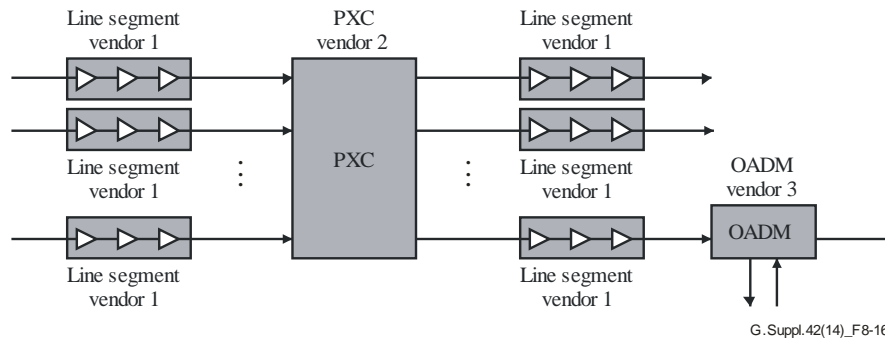 Line segment
vendor 1
PXC
vendor 2
Line segment
vendor 1
Line segment
vendor 1
PXC
Line segment
vendor 1
OADM
vendor 3
OADM
Line segment
vendor 1
Line segment
vendor 1
G.Suppl.42(14)_F8-16